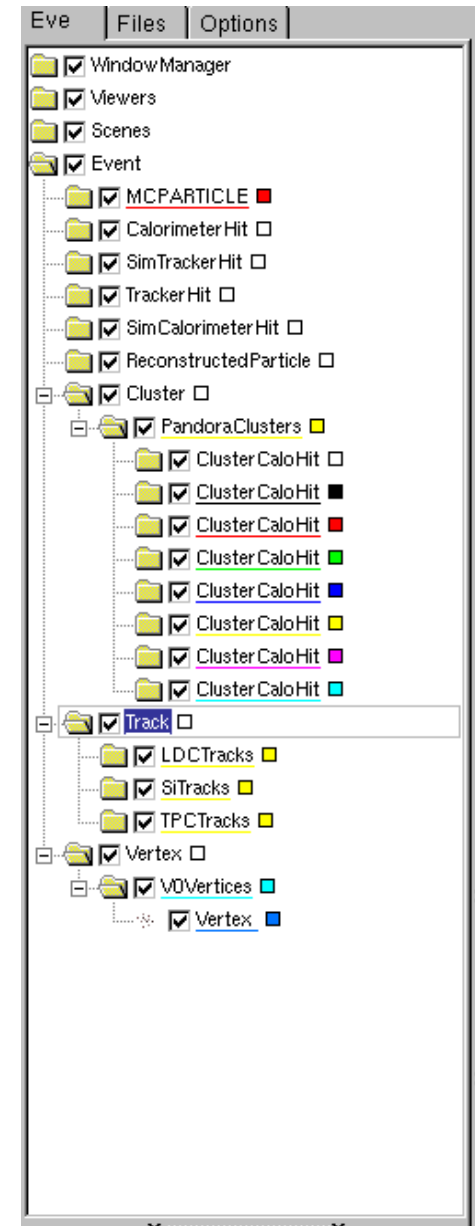 Eve Files Options
WindowManager
Viewers
Scenes
Event
MCPARTICLE
CalorimeterHit
SimTrackerHit
TrackerHit
SimCalorimeterHit
ReconstructedParticle
Cluster
PandoraClusters
ClusterCaloHit
ClusterCaloHit
ClusterCaloHit
ClusterCaloHit
ClusterCaloHit
ClusterCaloHit
ClusterCaloHit
ClusterCaloHit
Track
LDCTracks
SiTracks
TPCTracks
Vertex
V0Vertices
Vertex